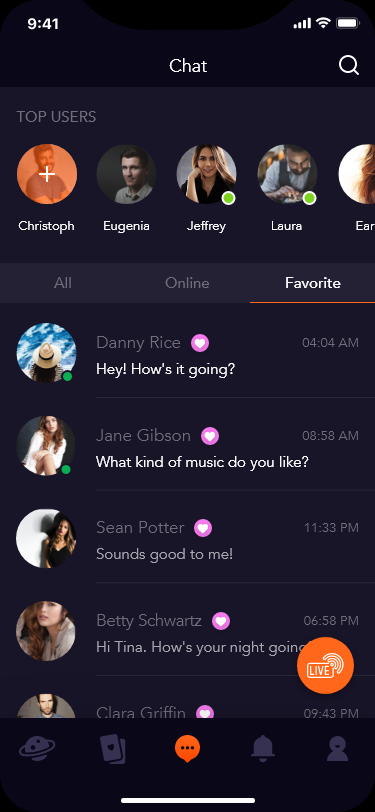 9:41
Chat
TOP USERS
Christoph
Eugenia
Jeffrey
Laura
Ear
All
Online
Favorite
Danny Rice
04:04 AM
Hey! How's it going?
Jane Gibson
08:58 AM
What kind of music do you like?
Sean Potter
11:33 PM
Sounds good to me!
Betty Schwartz
06:58 PM
Hi Tina. How's your night going
LIVE
Clara Griffin
09:43 PM